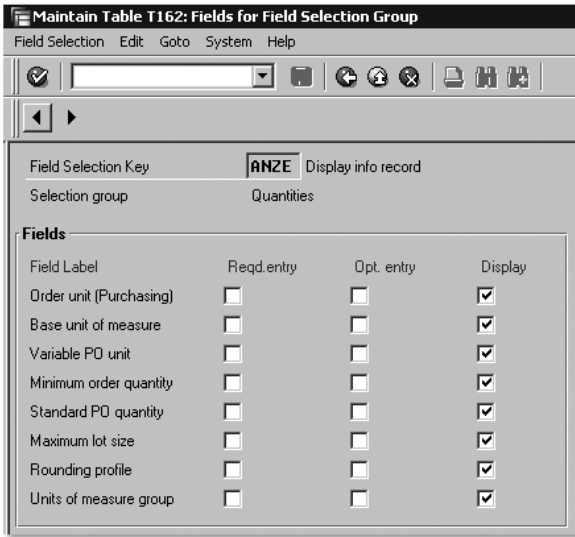 Maintain Table T162: Fields for Field Selection Group
Field Selection Edit Goto System Help
Field Selection Key ANZE Display info record
Selection group Quantities
Fields
Field Label Reqd.entry Opt. entry Display
Order unit (Purchasing)
Base unit of measure
Variable PO unit
Minimum order quantity
Standard PO quantity
Maximum lot size
Rounding profile
Units of measure group